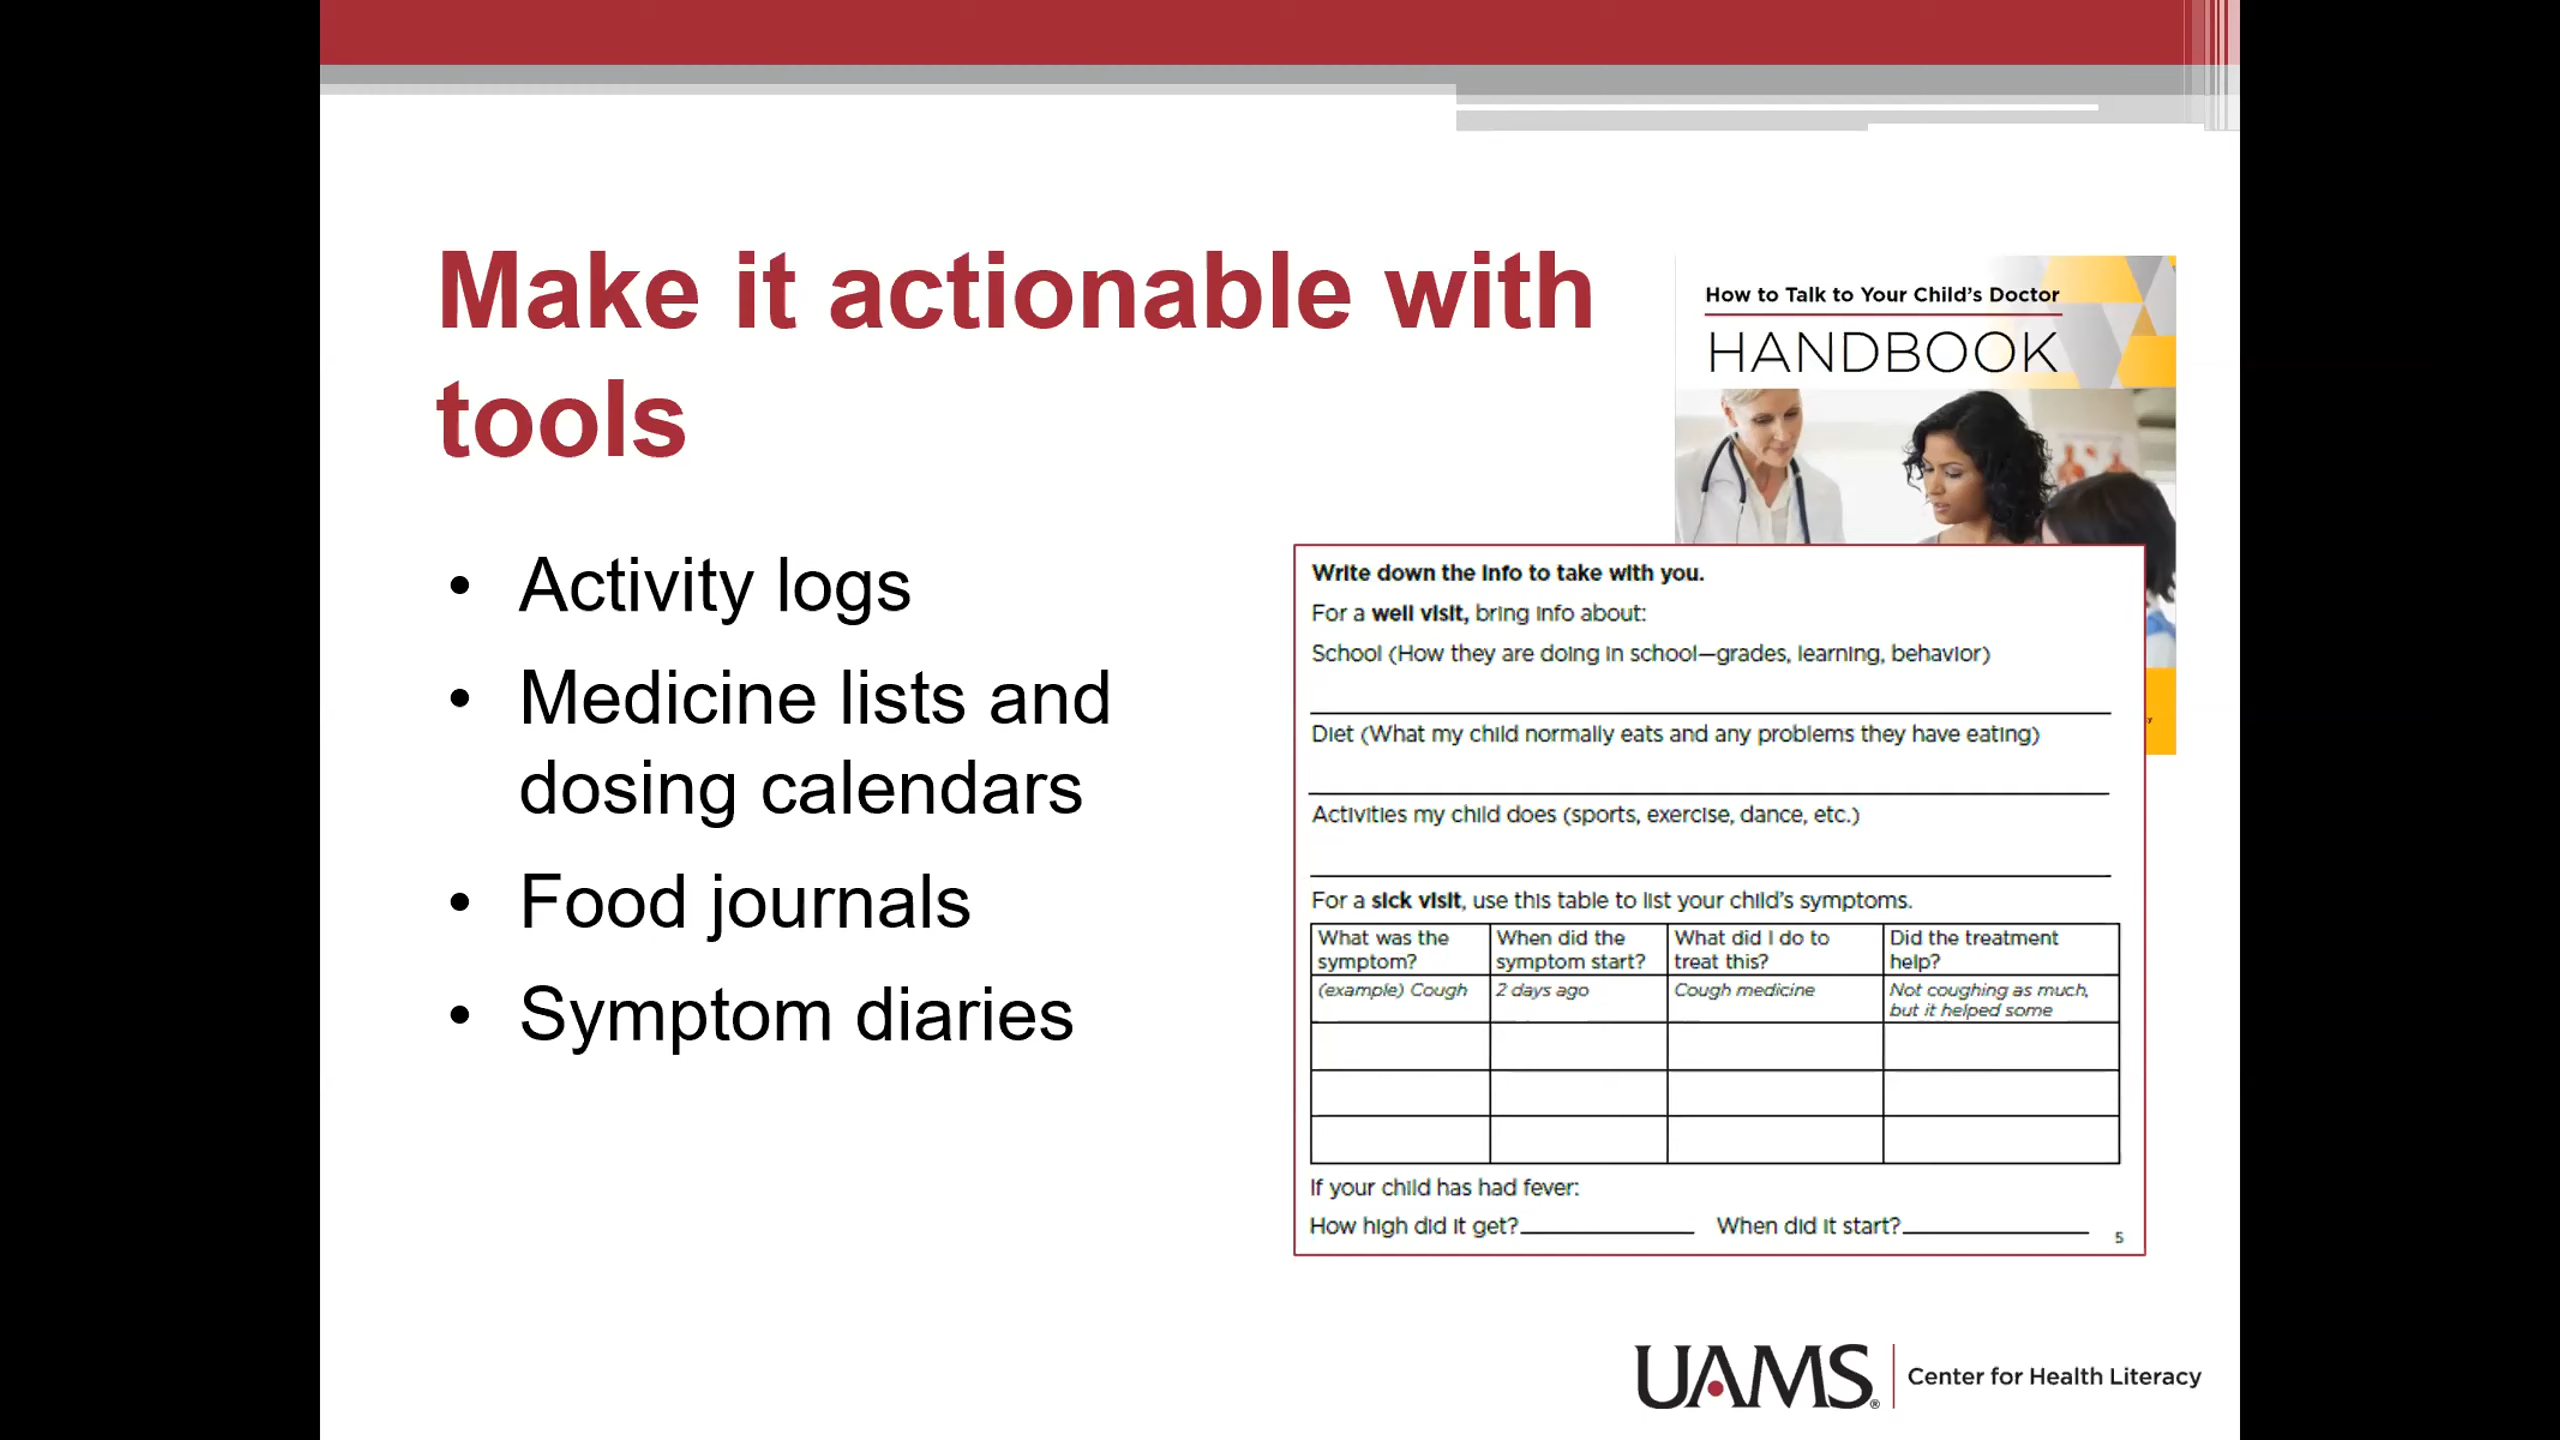 Make it actionable with
tools
• Activity logs
• Medicine lists and
dosing calendars
• Food journals
• Symptom diaries
How to Talk to Your Child's Doctor
HANDBOOK
Write down the info to take with you.
For a well visit, bring info about:
School (How they are doing in school—grades, learning, behavior)
Diet (What my child normally eats and any problems they have eating)
Activities my child does (sports, exercise, dance, etc.)
For a sick visit, use this table to list your child's symptoms.
What was the symptom? When did the symptom start? What did I do to treat this? Did the treatment help?
(example) Cough 2 days ago Cough medicine Not coughing as much, but it helped some
If your child has had fever:
How high did it get? When did it start?
5
UAMS® Center for Health Literacy